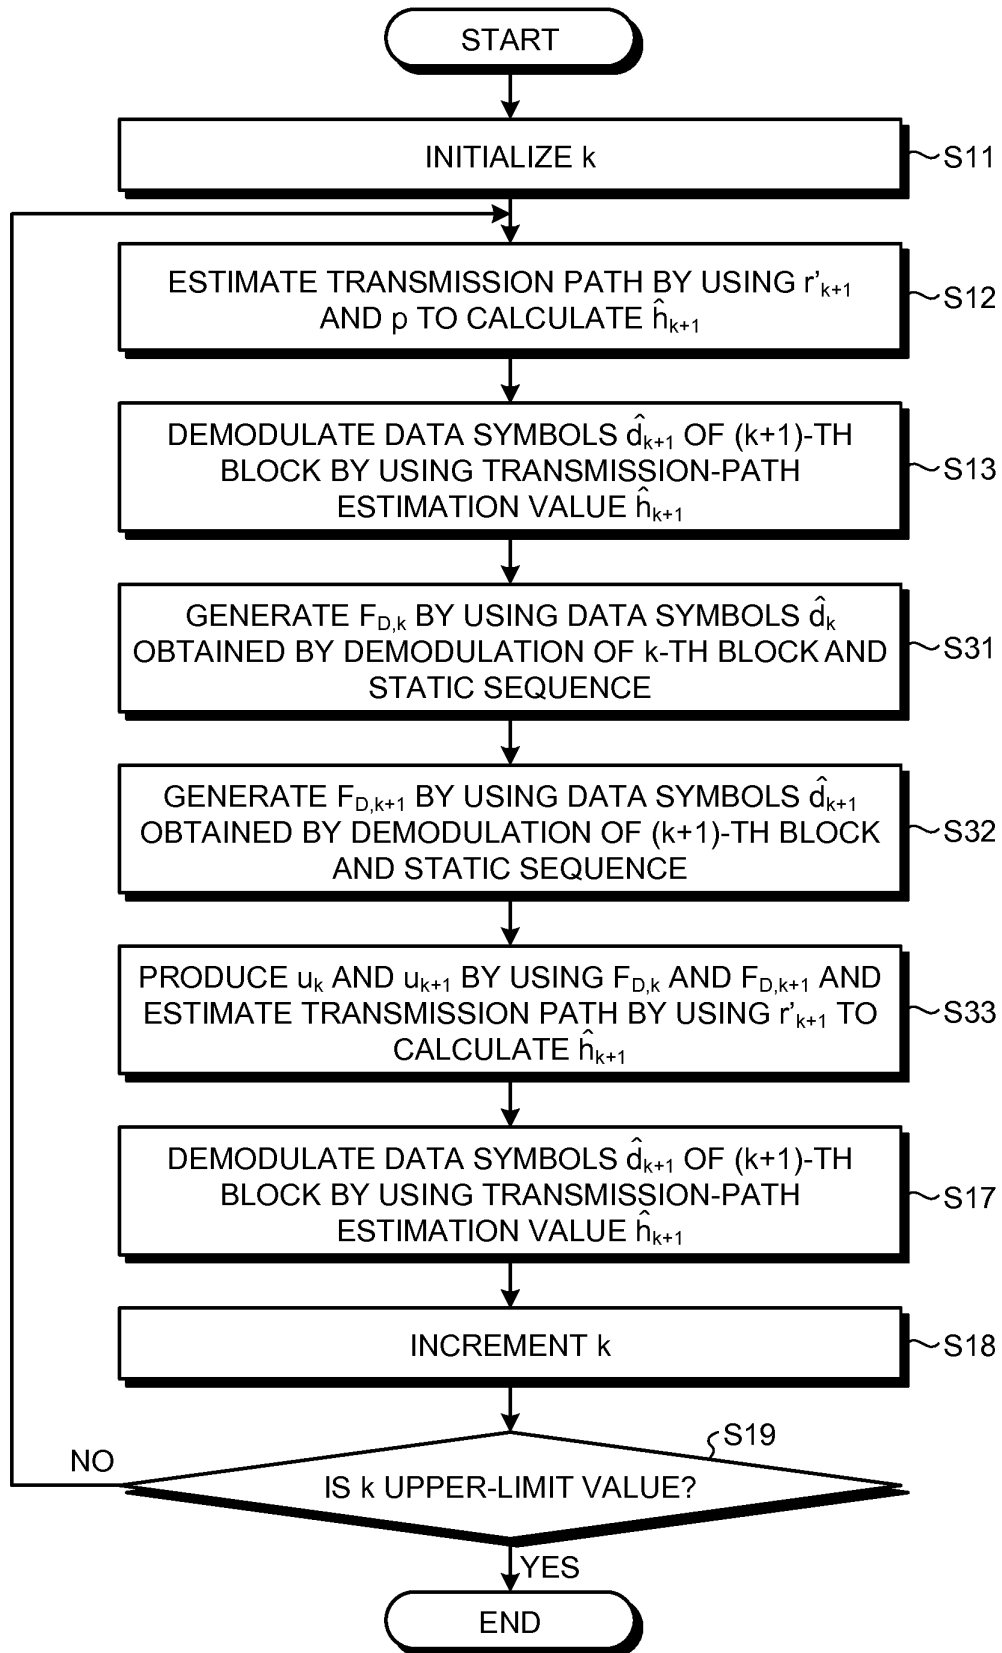 START
INITIALIZE k
S11
ESTIMATE TRANSMISSION PATH BY USING r'ₖ₊₁
AND p TO CALCULATE ĥₖ₊₁
S12
DEMODULATE DATA SYMBOLS d̂ₖ₊₁ OF (k+1)-TH
BLOCK BY USING TRANSMISSION-PATH
ESTIMATION VALUE ĥₖ₊₁
S13
GENERATE F_D,k BY USING DATA SYMBOLS d̂ₖ
OBTAINED BY DEMODULATION OF k-TH BLOCK AND
STATIC SEQUENCE
S31
GENERATE F_D,k+1 BY USING DATA SYMBOLS d̂ₖ₊₁
OBTAINED BY DEMODULATION OF (k+1)-TH BLOCK
AND STATIC SEQUENCE
S32
PRODUCE uₖ AND uₖ₊₁ BY USING F_D,k AND F_D,k+1 AND
ESTIMATE TRANSMISSION PATH BY USING r'ₖ₊₁ TO
CALCULATE ĥₖ₊₁
S33
DEMODULATE DATA SYMBOLS d̂ₖ₊₁ OF (k+1)-TH
BLOCK BY USING TRANSMISSION-PATH
ESTIMATION VALUE ĥₖ₊₁
S17
INCREMENT k
S18
S19
NO
IS k UPPER-LIMIT VALUE?
YES
END